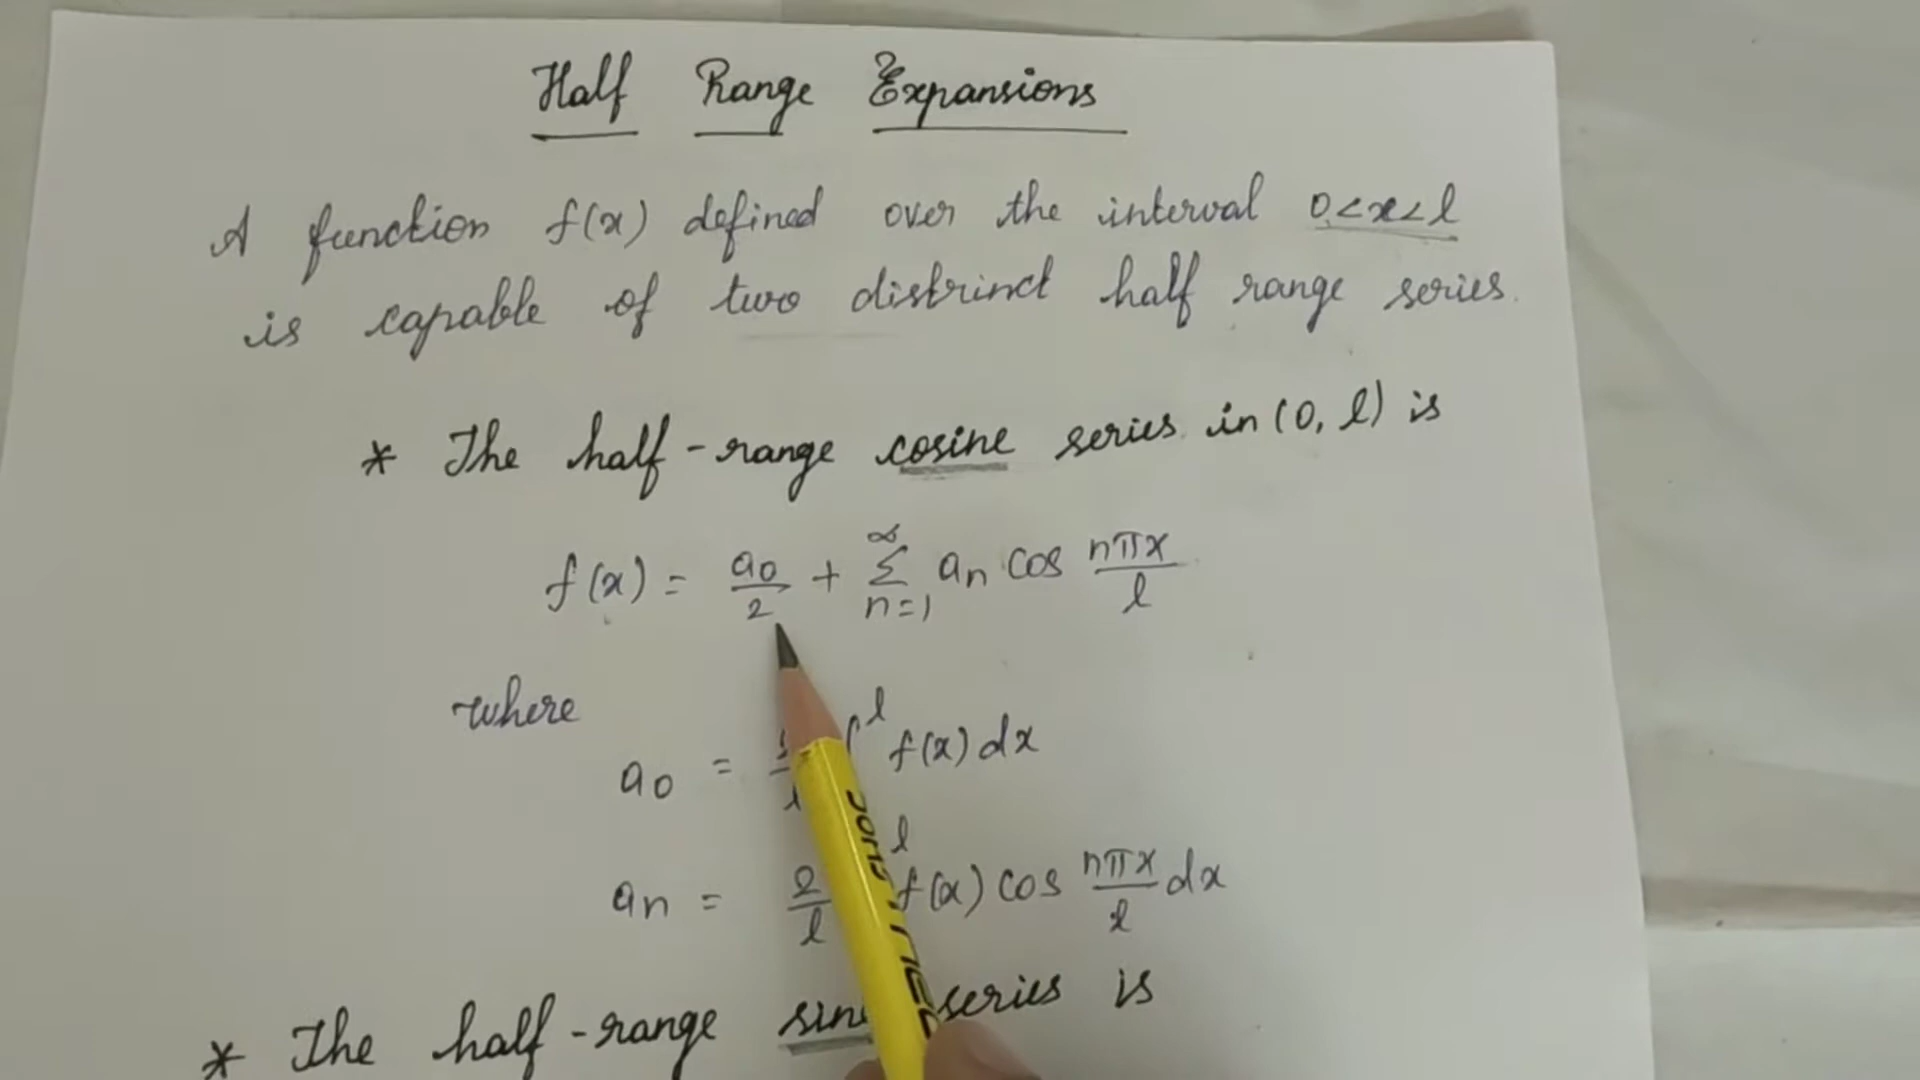 Half Range Expansions
A function f(x) defined over the interval 0<x<l
is capable of two distrinct half range series.
* The half-range cosine series in (0, l) is
f(x) = a0/2 + ∞ Σ n=1 an cos nπx/l
where
a0 = ∫ l f(x) dx
an = 2/l l f(x) cos nπx/l dx
* The half-range series is